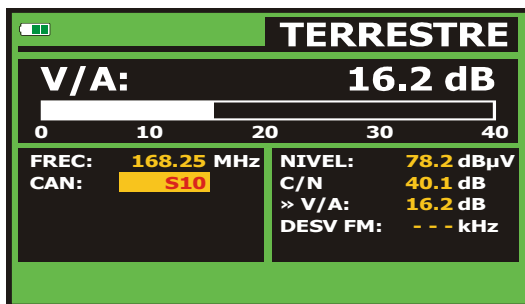 TERRESTRE
V/A: 16.2 dB
0 10 20 30 40
FREC: 168.25 MHz
CAN: S10
NIVEL: 78.2 dBµV
C/N 40.1 dB
» V/A: 16.2 dB
DESV FM: - - - kHz